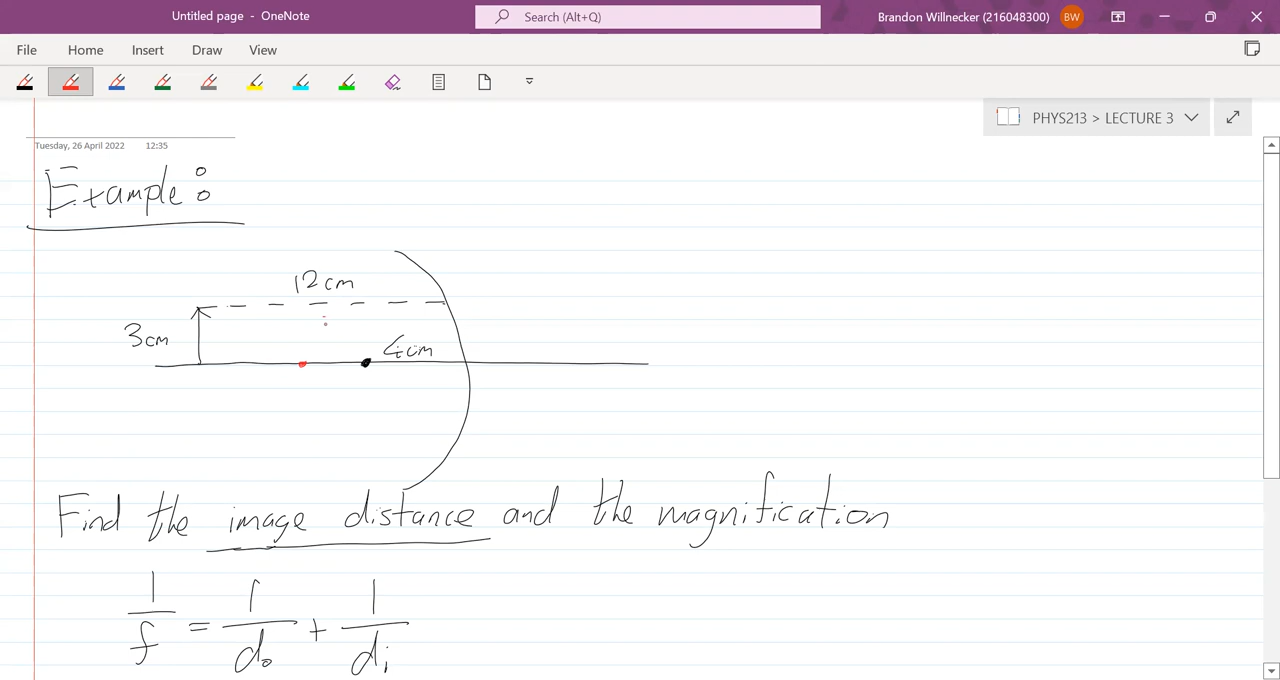 Untitled page - OneNote
Search (Alt+Q)
Brandon Willnecker (216048300)
BW
File Home Insert Draw View
PHYS213 > LECTURE 3
Tuesday, 26 April 2022 12:35
Example:
12cm
3cm
4cm
Find the image distance and the magnification
1/f = 1/do + 1/di